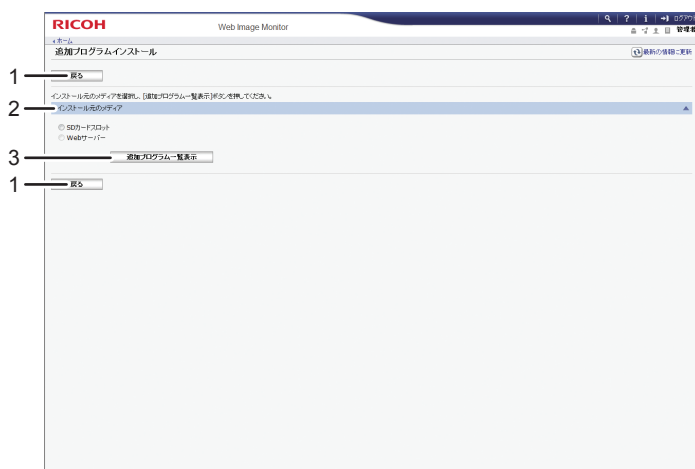 RICOH
Web Image Monitor
ログアウト
管理者
ホーム
追加プログラムインストール
最新の情報に更新
1
戻る
インストール元のメディアを選択し、[追加プログラム一覧表示]ボタンを押してください。
2
インストール元のメディア
SDカードスロット
Webサーバー
3
追加プログラム一覧表示
1
戻る